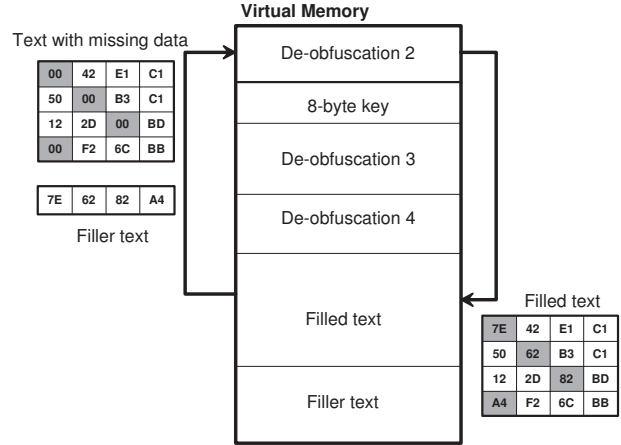 Virtual Memory
Text with missing data
00 42 E1 C1
50 00 B3 C1
12 2D 00 BD
00 F2 6C BB
7E 62 82 A4
Filler text
De-obfuscation 2
8-byte key
De-obfuscation 3
De-obfuscation 4
Filled text
Filler text
Filled text
7E 42 E1 C1
50 62 B3 C1
12 2D 82 BD
A4 F2 6C BB